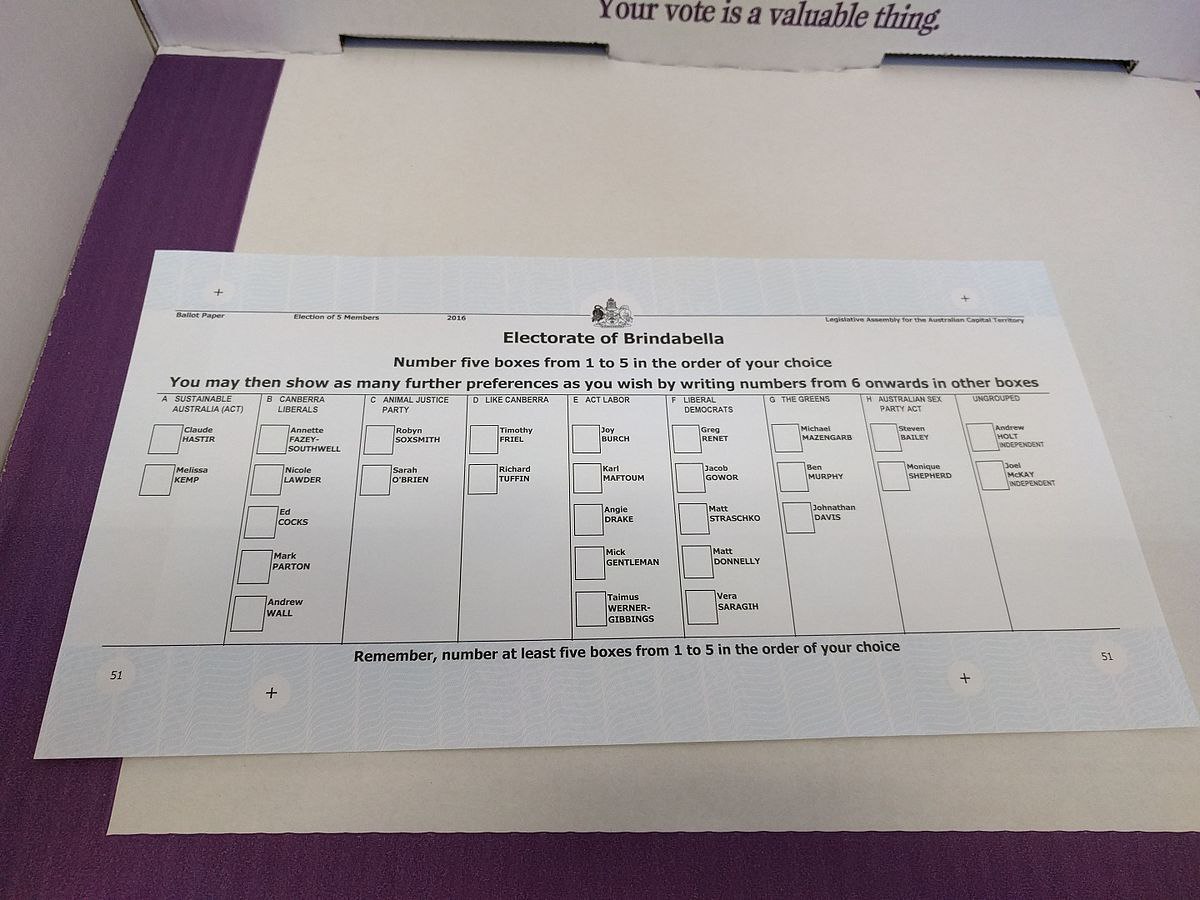 Your vote is a valuable thing.
Ballot Paper Election of 5 Members 2016 Legislative Assembly for the Australian Capital Territory
Electorate of Brindabella
Number five boxes from 1 to 5 in the order of your choice
You may then show as many further preferences as you wish by writing numbers from 6 onwards in other boxes
A SUSTAINABLE
AUSTRALIA (ACT)
Claude
HASTIR
Melissa
KEMP
B CANBERRA
LIBERALS
Annette
FAZEY-
SOUTHWELL
Nicole
LAWDER
Ed
COCKS
Mark
PARTON
Andrew
WALL
C ANIMAL JUSTICE
PARTY
Robyn
SOXSMITH
Sarah
O'BRIEN
D LIKE CANBERRA
Timothy
FRIEL
Richard
TUFFIN
E ACT LABOR
Joy
BURCH
Karl
MAFTOUM
Angie
DRAKE
Mick
GENTLEMAN
Taimus
WERNER-
GIBBINGS
F LIBERAL
DEMOCRATS
Greg
RENET
Jacob
GOWOR
Matt
STRASCHKO
Matt
DONNELLY
Vera
SARAGIH
G THE GREENS
Michael
MAZENGARB
Ben
MURPHY
Johnathan
DAVIS
H AUSTRALIAN SEX
PARTY ACT
Steven
BAILEY
Monique
SHEPHERD
UNGROUPED
Andrew
HOLT
INDEPENDENT
Joel
McKAY
INDEPENDENT
Remember, number at least five boxes from 1 to 5 in the order of your choice
51
51